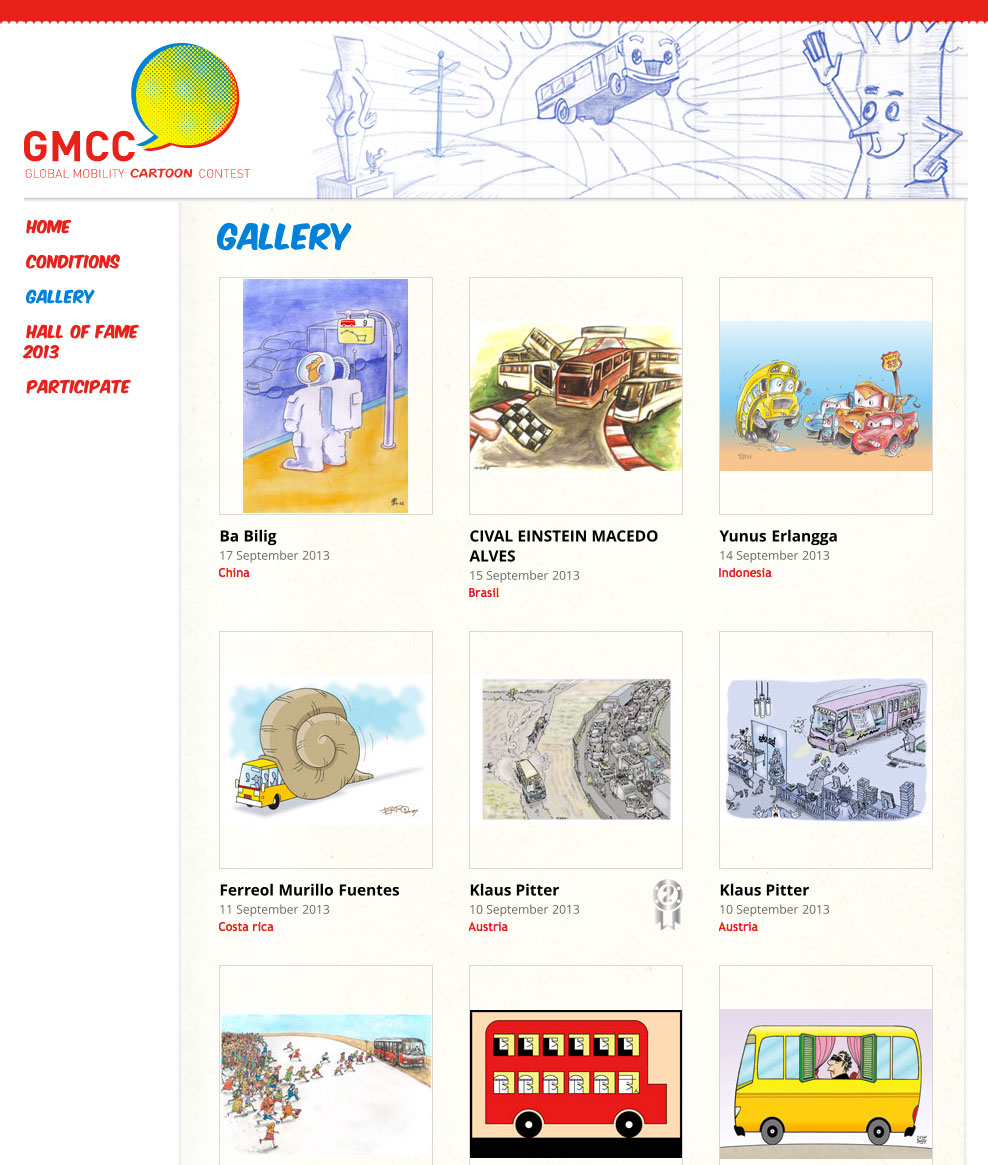 GMCC
GLOBAL MOBILITY CARTOON CONTEST
HOME
CONDITIONS
GALLERY
HALL OF FAME
2013
PARTICIPATE
GALLERY
Ba Bilig
17 September 2013
China
CIVAL EINSTEIN MACEDO
ALVES
15 September 2013
Brasil
Yunus Erlangga
14 September 2013
Indonesia
Ferreol Murillo Fuentes
11 September 2013
Costa rica
Klaus Pitter
10 September 2013
Austria
2
Klaus Pitter
10 September 2013
Austria